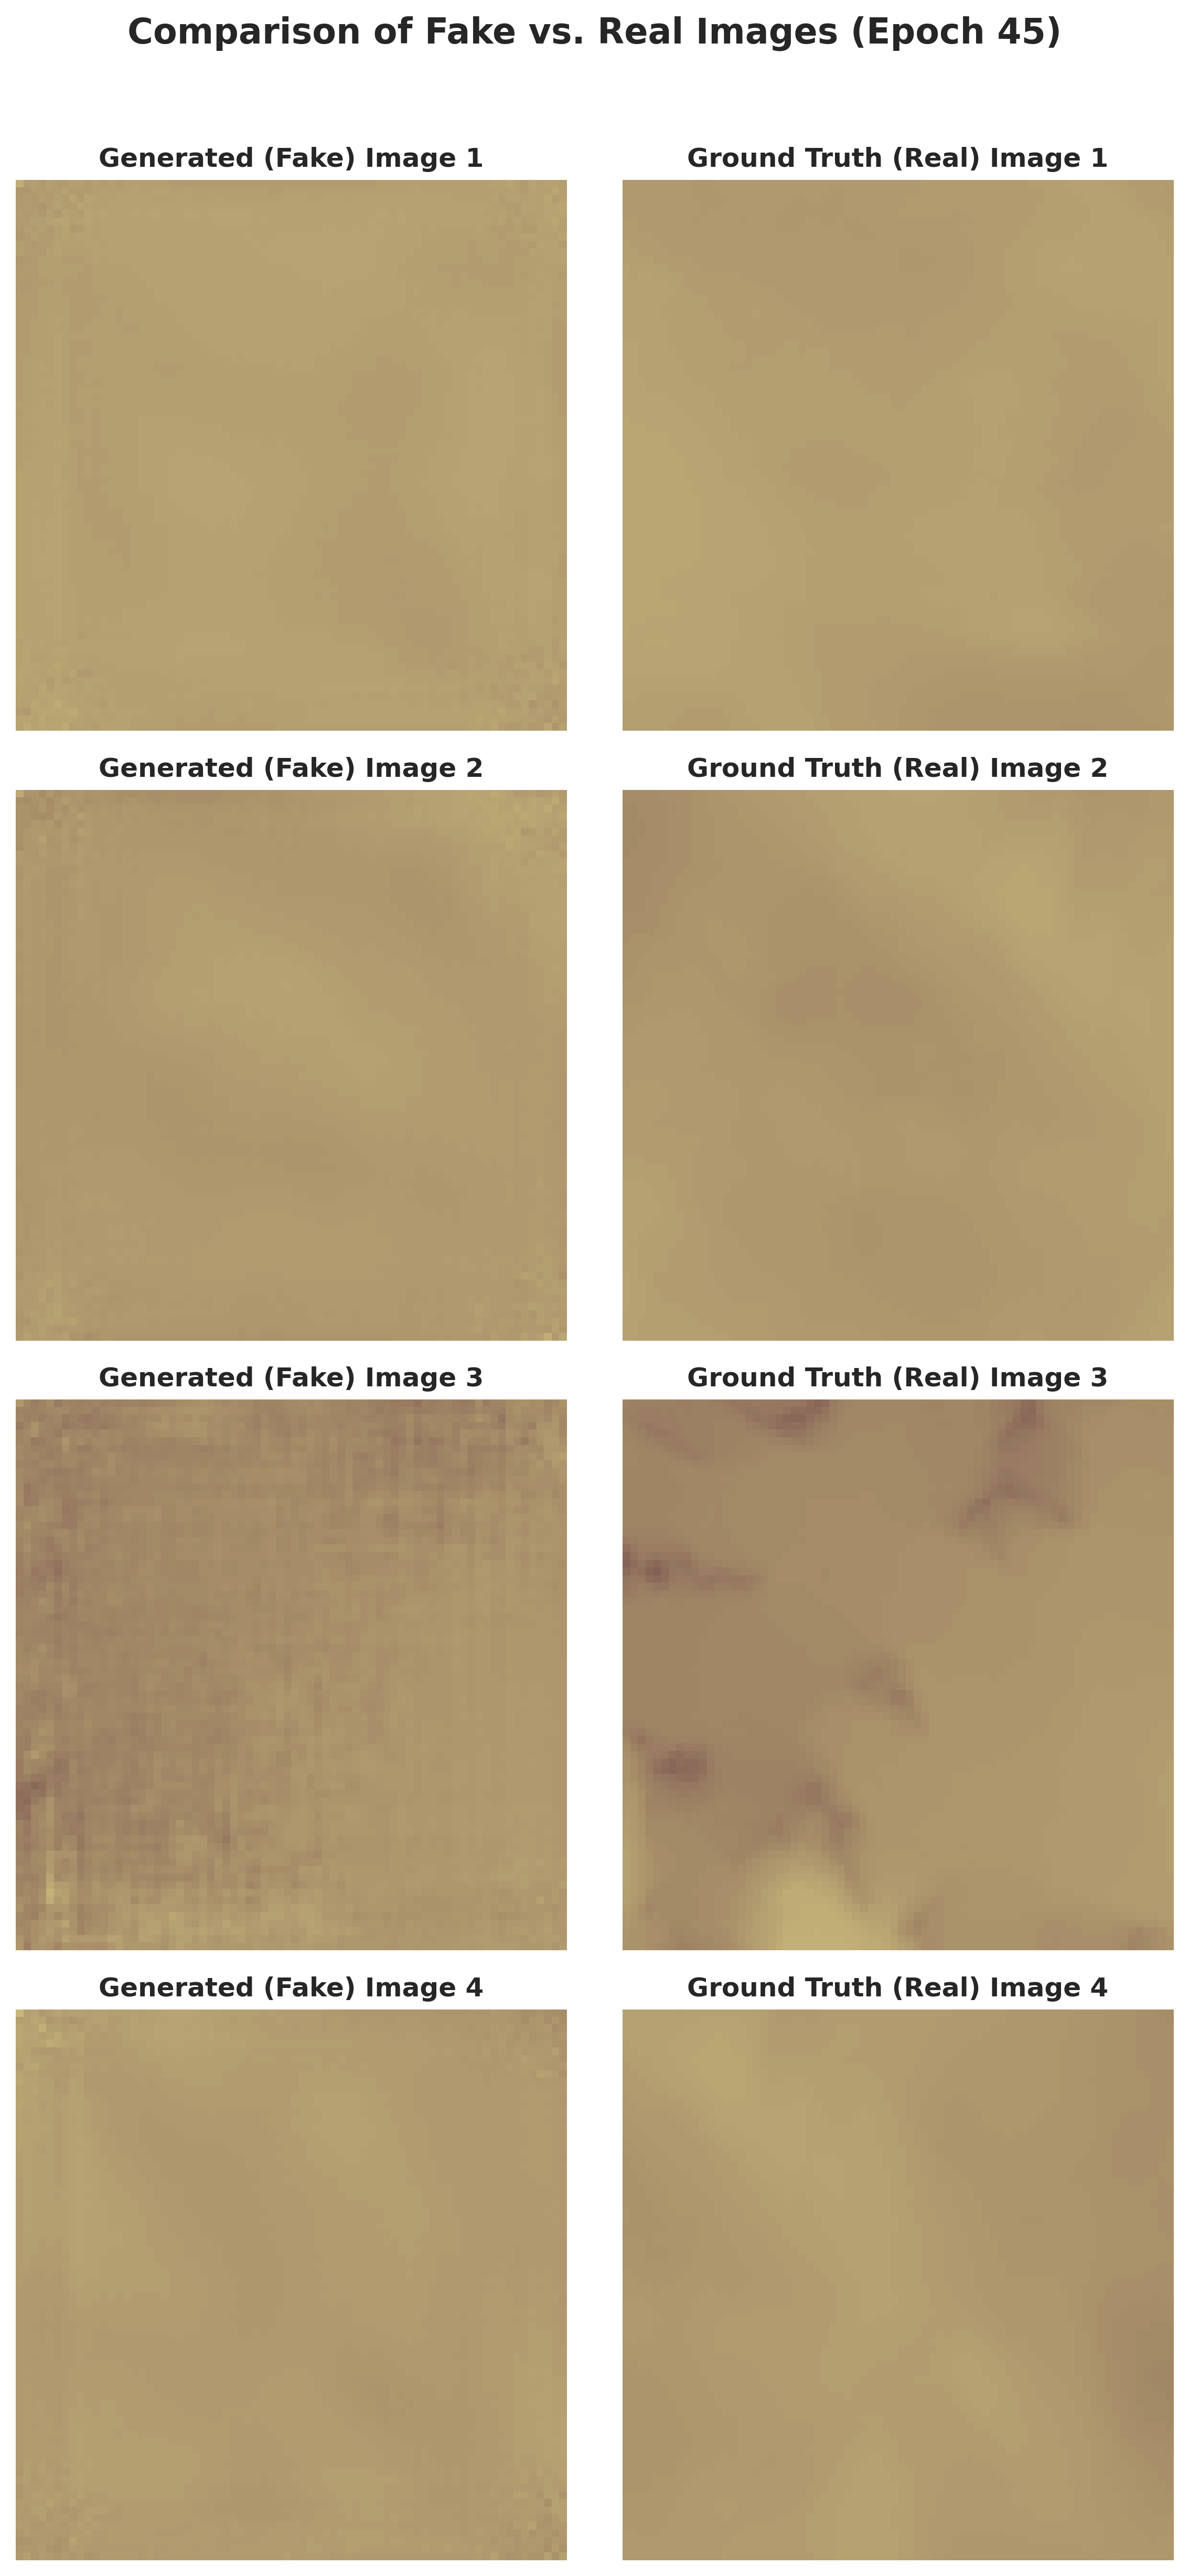 Comparison of Fake vs. Real Images (Epoch 45)
Generated (Fake) Image 1
Ground Truth (Real) Image 1
Generated (Fake) Image 2
Ground Truth (Real) Image 2
Generated (Fake) Image 3
Ground Truth (Real) Image 3
Generated (Fake) Image 4
Ground Truth (Real) Image 4